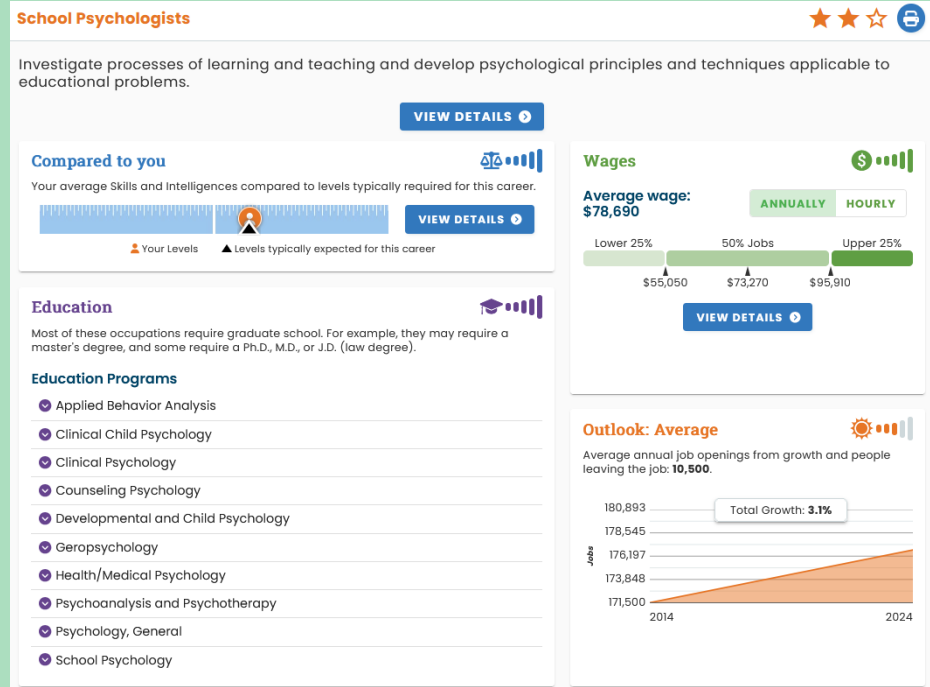 School Psychologists
Investigate processes of learning and teaching and develop psychological principles and techniques applicable to
educational problems.
VIEW DETAILS
Compared to you
Your average Skills and Intelligences compared to levels typically required for this career.
VIEW DETAILS
Your Levels
Levels typically expected for this career
Education
Most of these occupations require graduate school. For example, they may require a
master's degree, and some require a Ph.D., M.D., or J.D. (law degree).
Education Programs
Applied Behavior Analysis
Clinical Child Psychology
Clinical Psychology
Counseling Psychology
Developmental and Child Psychology
Geropsychology
Health/Medical Psychology
Psychoanalysis and Psychotherapy
Psychology, General
School Psychology
Wages
$
Average wage:
$78,690
ANNUALLY HOURLY
Lower 25% 50% Jobs Upper 25%
$55,050 $73,270 $95,910
VIEW DETAILS
Outlook: Average
Average annual job openings from growth and people
leaving the job: 10,500.
Total Growth: 3.1%
Jobs
180,893
178,545
176,197
173,848
171,500
2014 2024